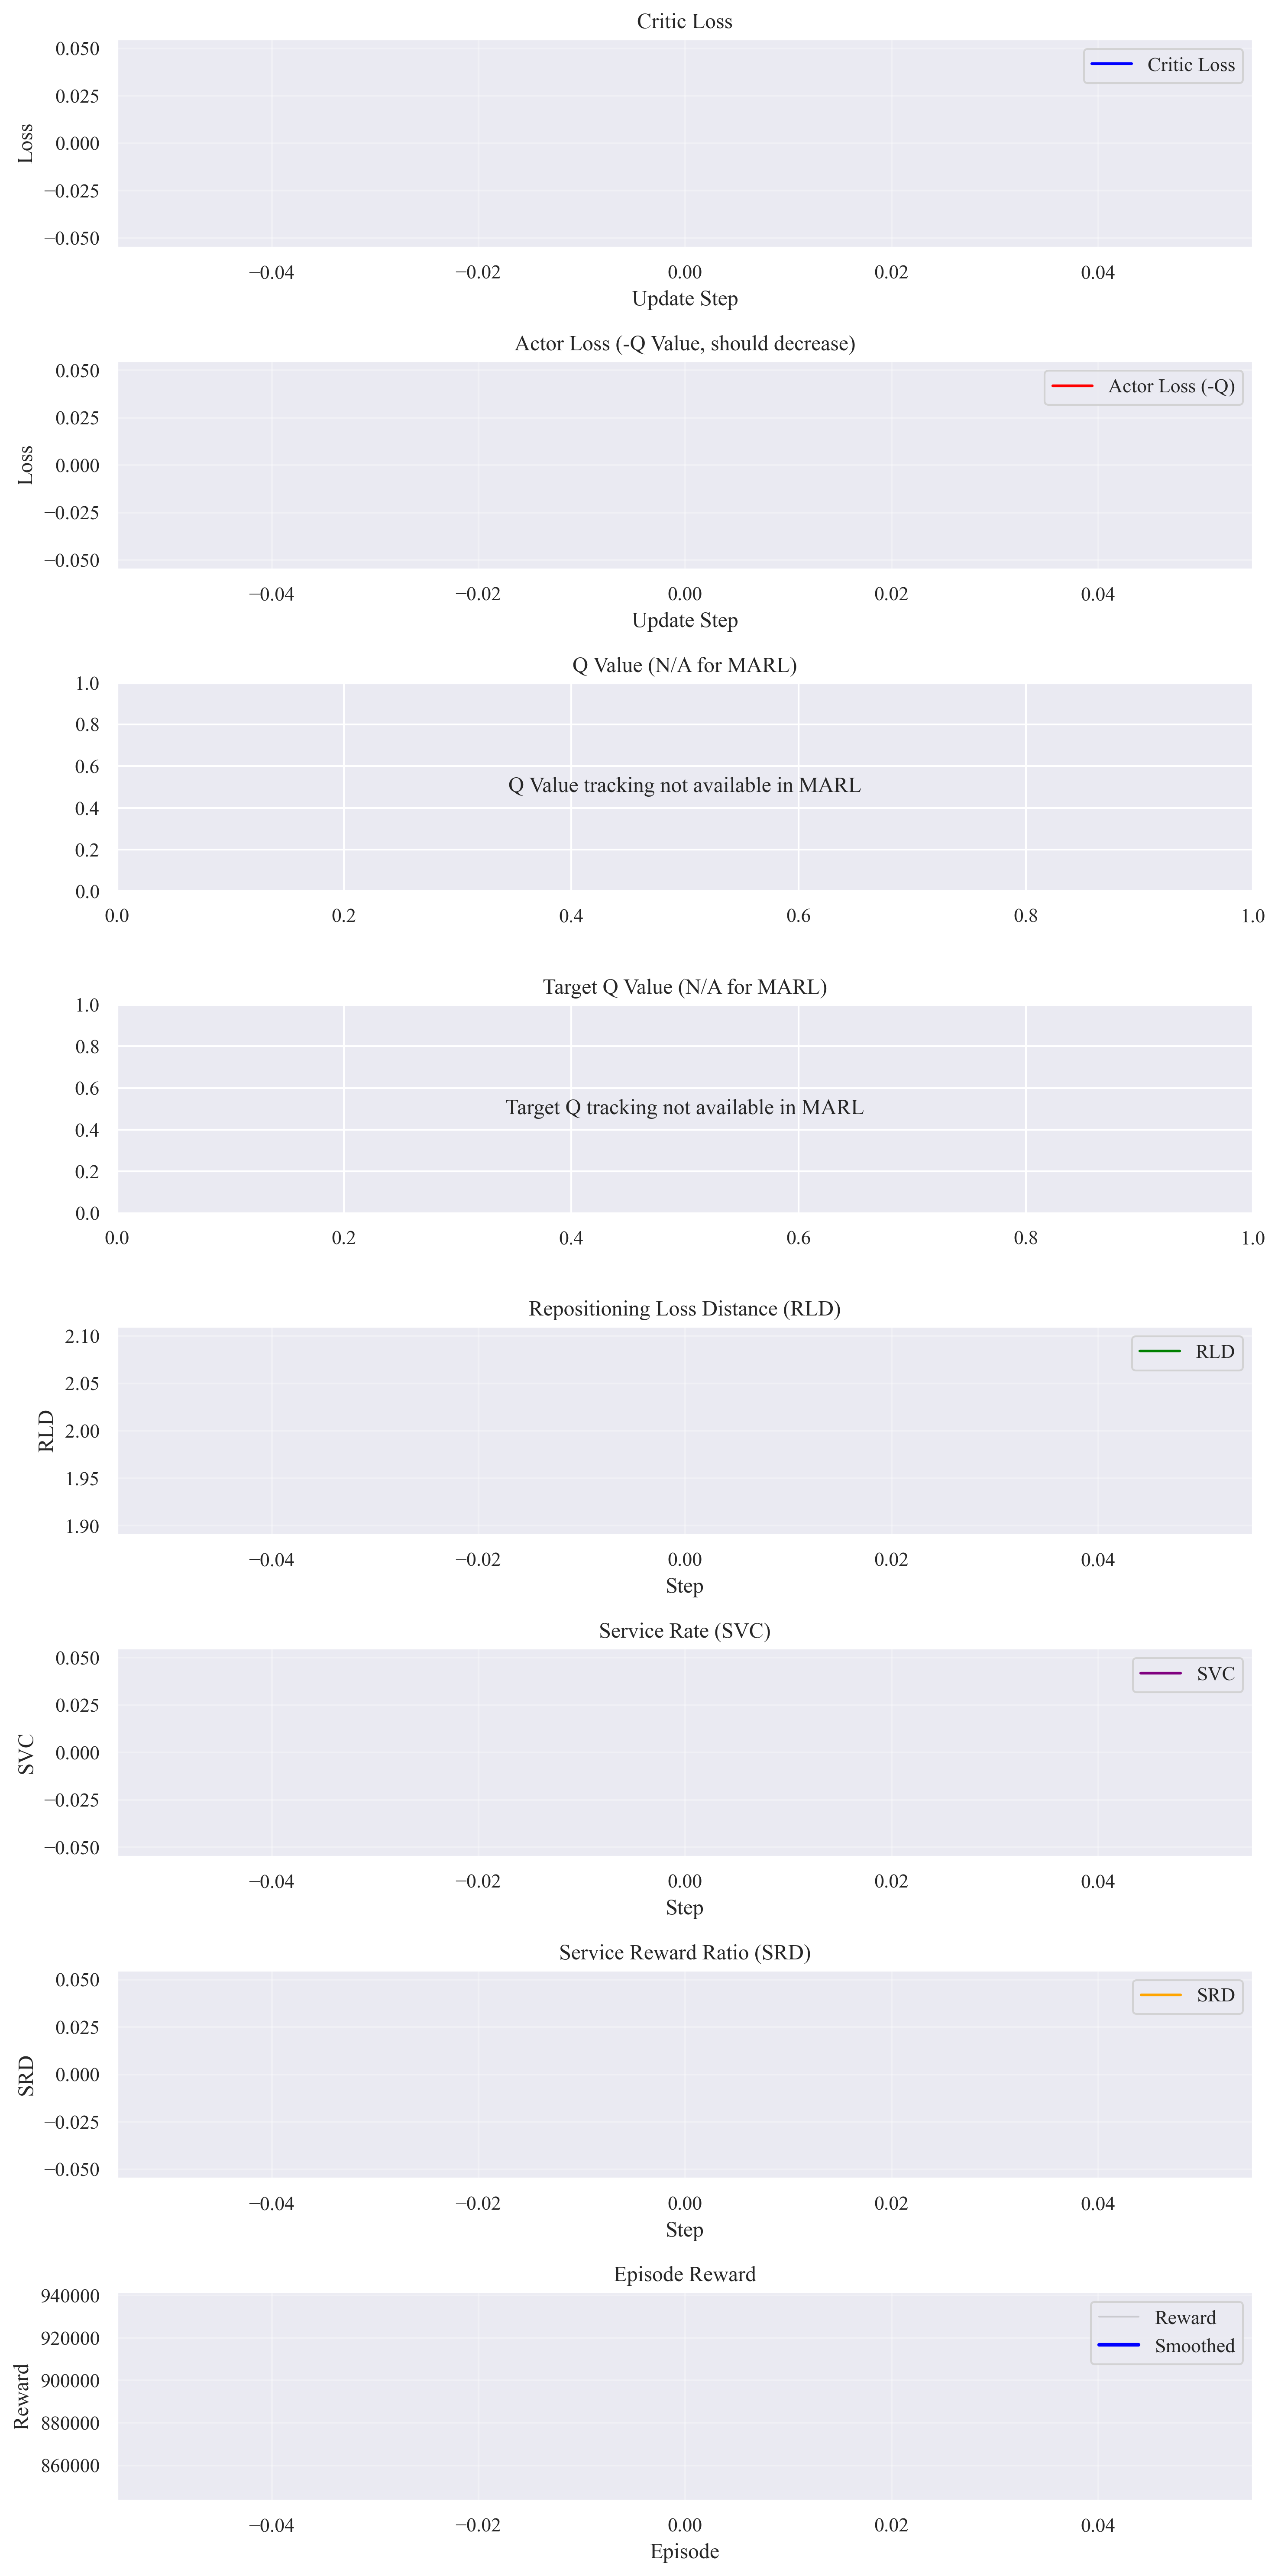 Critic Loss
Critic Loss
0.050
0.025
0.000
−0.025
−0.050
Loss
−0.04 −0.02 0.00 0.02 0.04
Update Step
Actor Loss (-Q Value, should decrease)
Actor Loss (-Q)
0.050
0.025
0.000
−0.025
−0.050
Loss
−0.04 −0.02 0.00 0.02 0.04
Update Step
Q Value (N/A for MARL)
1.0
0.8
0.6
Q Value tracking not available in MARL
0.4
0.2
0.0
0.0 0.2 0.4 0.6 0.8 1.0
Target Q Value (N/A for MARL)
1.0
0.8
0.6
Target Q tracking not available in MARL
0.4
0.2
0.0
0.0 0.2 0.4 0.6 0.8 1.0
Repositioning Loss Distance (RLD)
RLD
2.10
2.05
2.00
1.95
1.90
RLD
−0.04 −0.02 0.00 0.02 0.04
Step
Service Rate (SVC)
SVC
0.050
0.025
0.000
−0.025
−0.050
SVC
−0.04 −0.02 0.00 0.02 0.04
Step
Service Reward Ratio (SRD)
SRD
0.050
0.025
0.000
−0.025
−0.050
SRD
−0.04 −0.02 0.00 0.02 0.04
Step
Episode Reward
Reward
Smoothed
940000
920000
900000
880000
860000
Reward
−0.04 −0.02 0.00 0.02 0.04
Episode